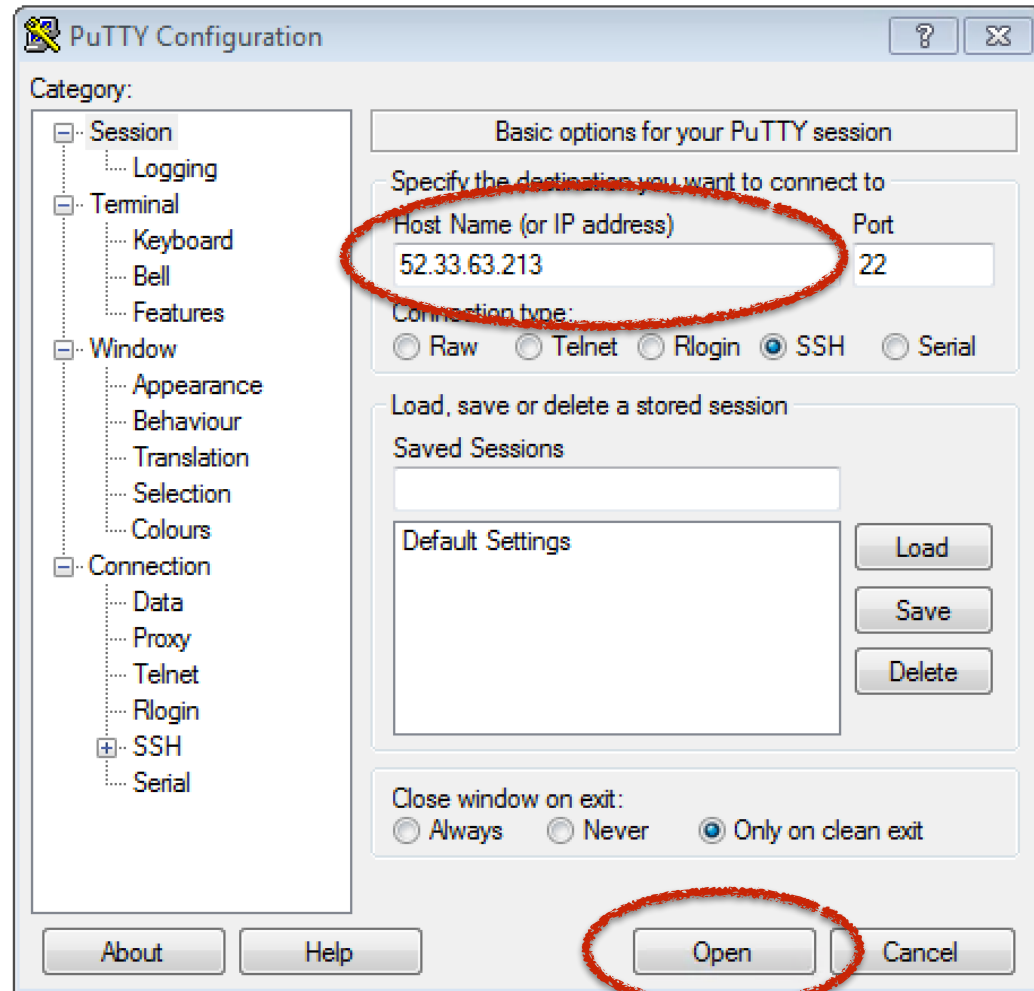 PuTTY Configuration
Category:
Session
Logging
Terminal
Keyboard
Bell
Features
Window
Appearance
Behaviour
Translation
Selection
Colours
Connection
Data
Proxy
Telnet
Rlogin
SSH
Serial
Basic options for your PuTTY session
Specify the destination you want to connect to
Host Name (or IP address) Port
52.33.63.213 22
Connection type:
Raw Telnet Rlogin SSH Serial
Load, save or delete a stored session
Saved Sessions
Default Settings
Load
Save
Delete
Close window on exit:
Always Never Only on clean exit
About Help Open Cancel